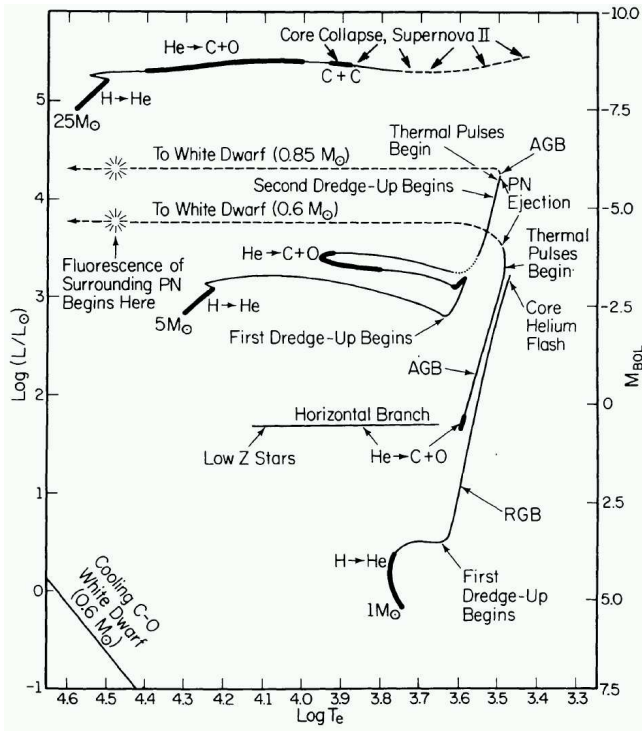 Core Collapse, Supernova II
He→C+O
C + C
H→He
25M⊙
To White Dwarf (0.85 M⊙)
Thermal Pulses
Begin
AGB
Second Dredge-Up Begins
PN
Ejection
To White Dwarf (0.6 M⊙)
He→C+O
Thermal
Pulses
Begin
Fluorescence of
Surrounding PN
Begins Here
H→He
5M⊙
First Dredge-Up Begins
Core
Helium
Flash
AGB
Horizontal Branch
Low Z Stars
He→C+O
RGB
H→He
1M⊙
First
Dredge-Up
Begins
Cooling C-O
White Dwarf
(0.6 M⊙)
Log (L/L⊙)
5
4
3
2
1
0
-1
4.6 4.5 4.4 4.3 4.2 4.1 4.0 3.9 3.8 3.7 3.6 3.5 3.4 3.3
Log Te
-10.0
-7.5
-5.0
-2.5
0
2.5
5.0
7.5
MBOL